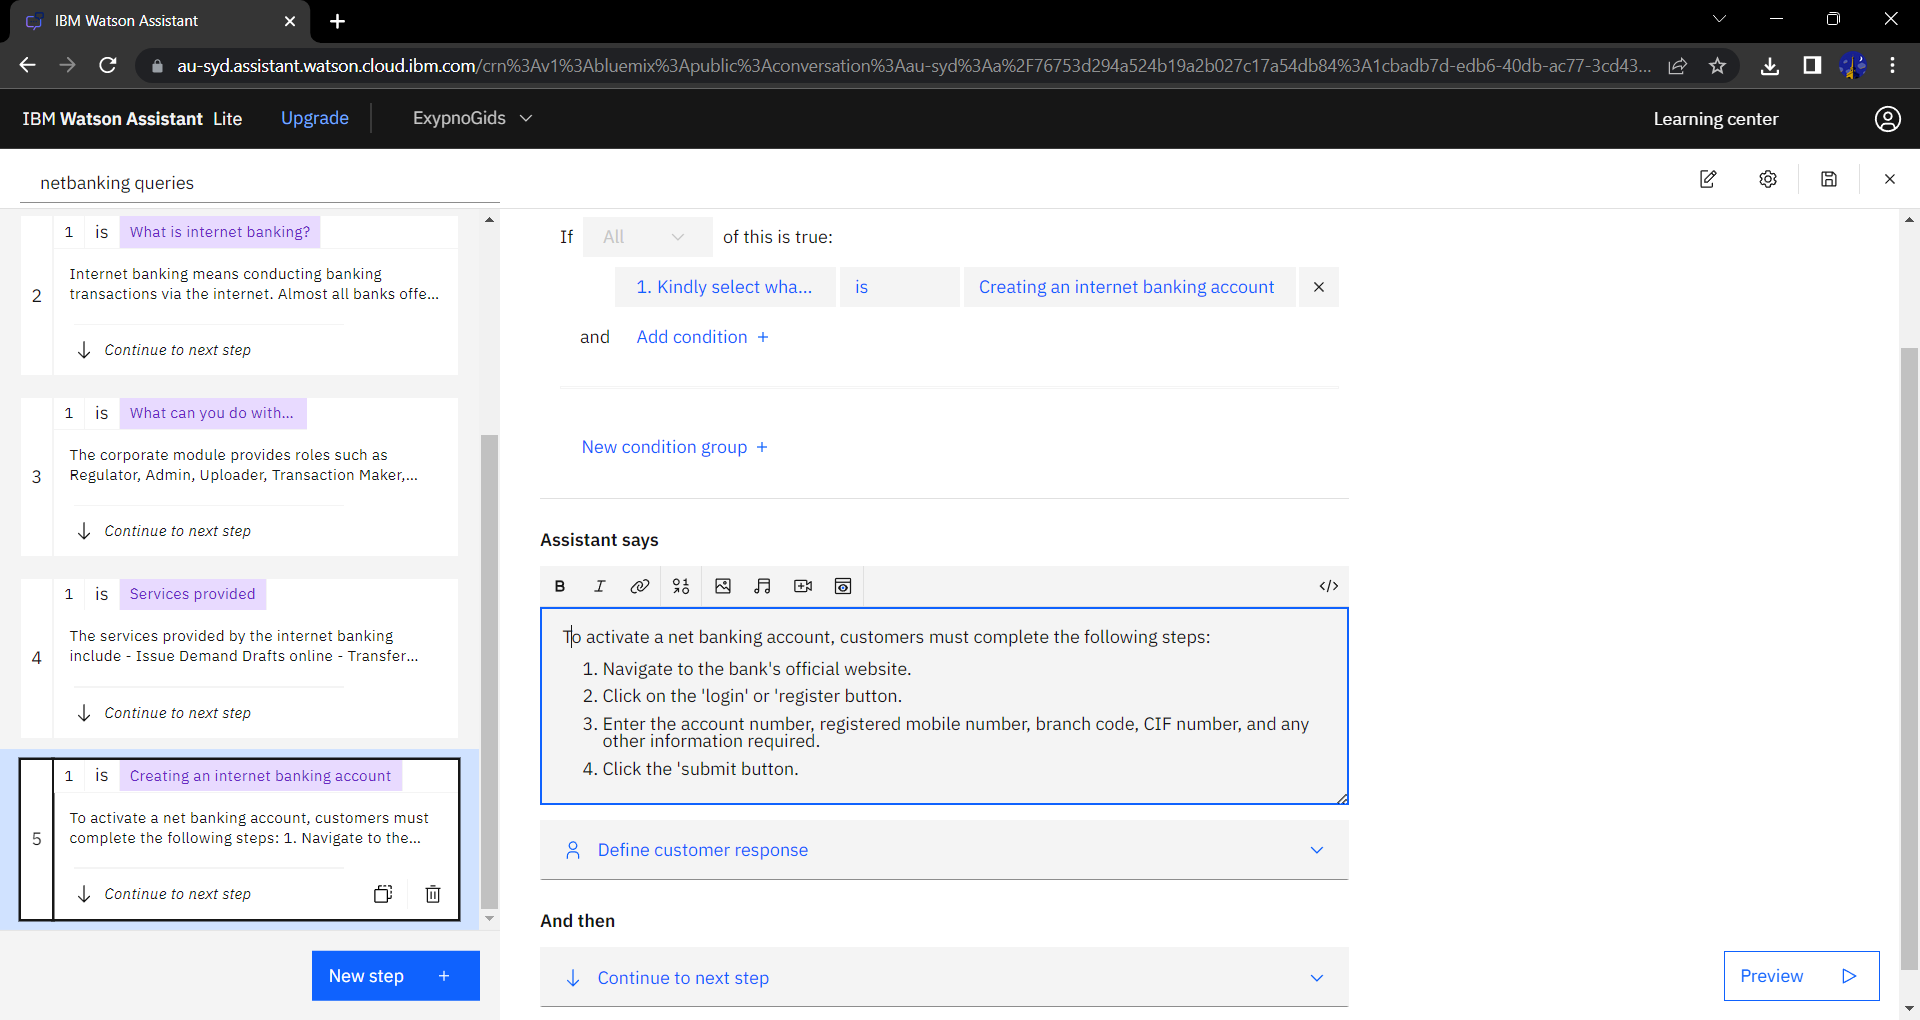 IBM Watson Assistant
au-syd.assistant.watson.cloud.ibm.com/crn%3Av1%3Abluemix%3Apublic%3Aconversation%3Aau-syd%3Aa%2F76753d294a524b19a2b027c17a54db84%3A1cbadb7d-edb6-40db-ac77-3cd43...
IBM Watson Assistant Lite
Upgrade
ExypnoGids
Learning center
netbanking queries
1 is What is internet banking?
2
Internet banking means conducting banking
transactions via the internet. Almost all banks offe...
Continue to next step
1 is What can you do with...
3
The corporate module provides roles such as
Regulator, Admin, Uploader, Transaction Maker,...
Continue to next step
1 is Services provided
4
The services provided by the internet banking
include - Issue Demand Drafts online - Transfer...
Continue to next step
1 is Creating an internet banking account
5
To activate a net banking account, customers must
complete the following steps: 1. Navigate to the...
Continue to next step
New step +
If All of this is true:
1. Kindly select wha... is Creating an internet banking account
and Add condition +
New condition group +
Assistant says
B I </>
To activate a net banking account, customers must complete the following steps:
1. Navigate to the bank's official website.
2. Click on the 'login' or 'register button.
3. Enter the account number, registered mobile number, branch code, CIF number, and any
other information required.
4. Click the 'submit button.
Define customer response
And then
Continue to next step
Preview